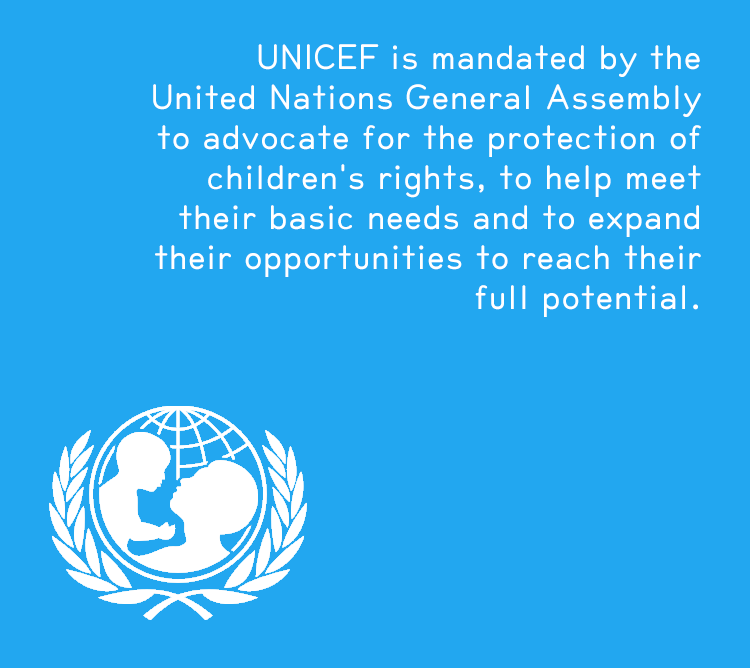 UNICEF is mandated by the
United Nations General Assembly
to advocate for the protection of
children's rights, to help meet
their basic needs and to expand
their opportunities to reach their
full potential.